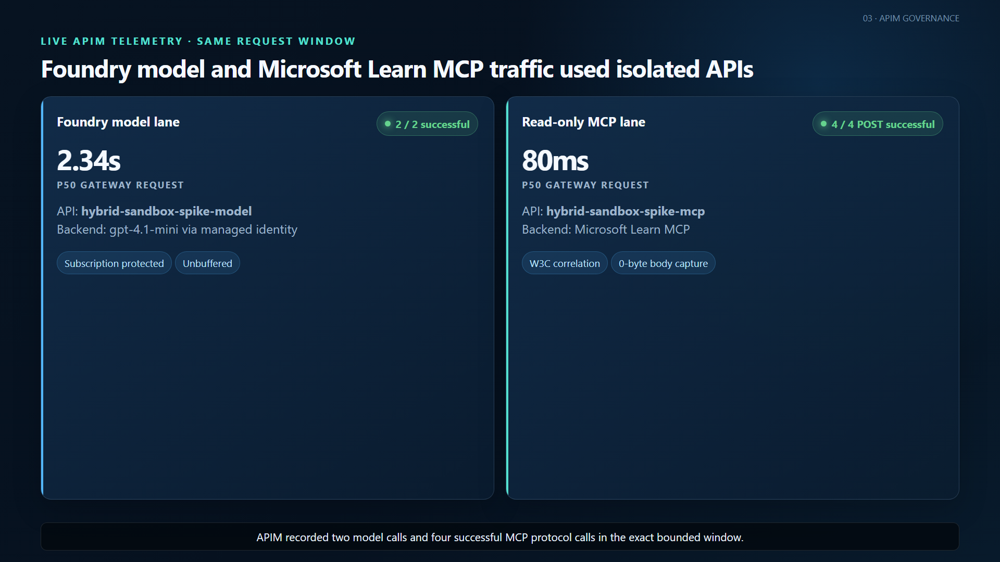 03 · APIM GOVERNANCE
LIVE APIM TELEMETRY · SAME REQUEST WINDOW
Foundry model and Microsoft Learn MCP traffic used isolated APIs
Foundry model lane
2 / 2 successful
2.34s
P50 GATEWAY REQUEST
API: hybrid-sandbox-spike-model
Backend: gpt-4.1-mini via managed identity
Subscription protected
Unbuffered
Read-only MCP lane
4 / 4 POST successful
80ms
P50 GATEWAY REQUEST
API: hybrid-sandbox-spike-mcp
Backend: Microsoft Learn MCP
W3C correlation
0-byte body capture
APIM recorded two model calls and four successful MCP protocol calls in the exact bounded window.